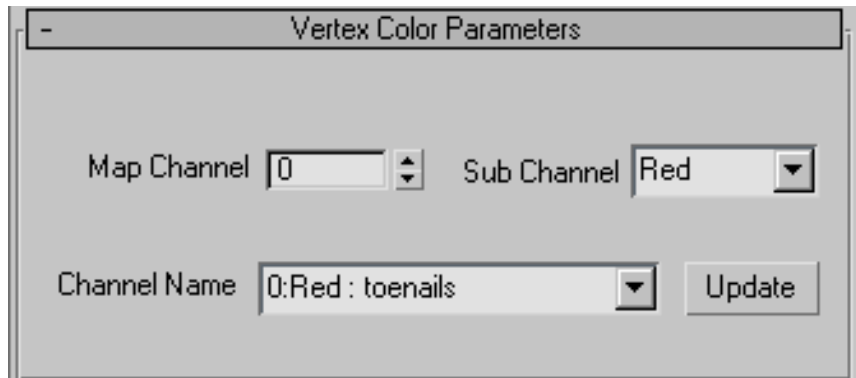 - Vertex Color Parameters
Map Channel 0 Sub Channel Red
Channel Name 0:Red : toenails Update